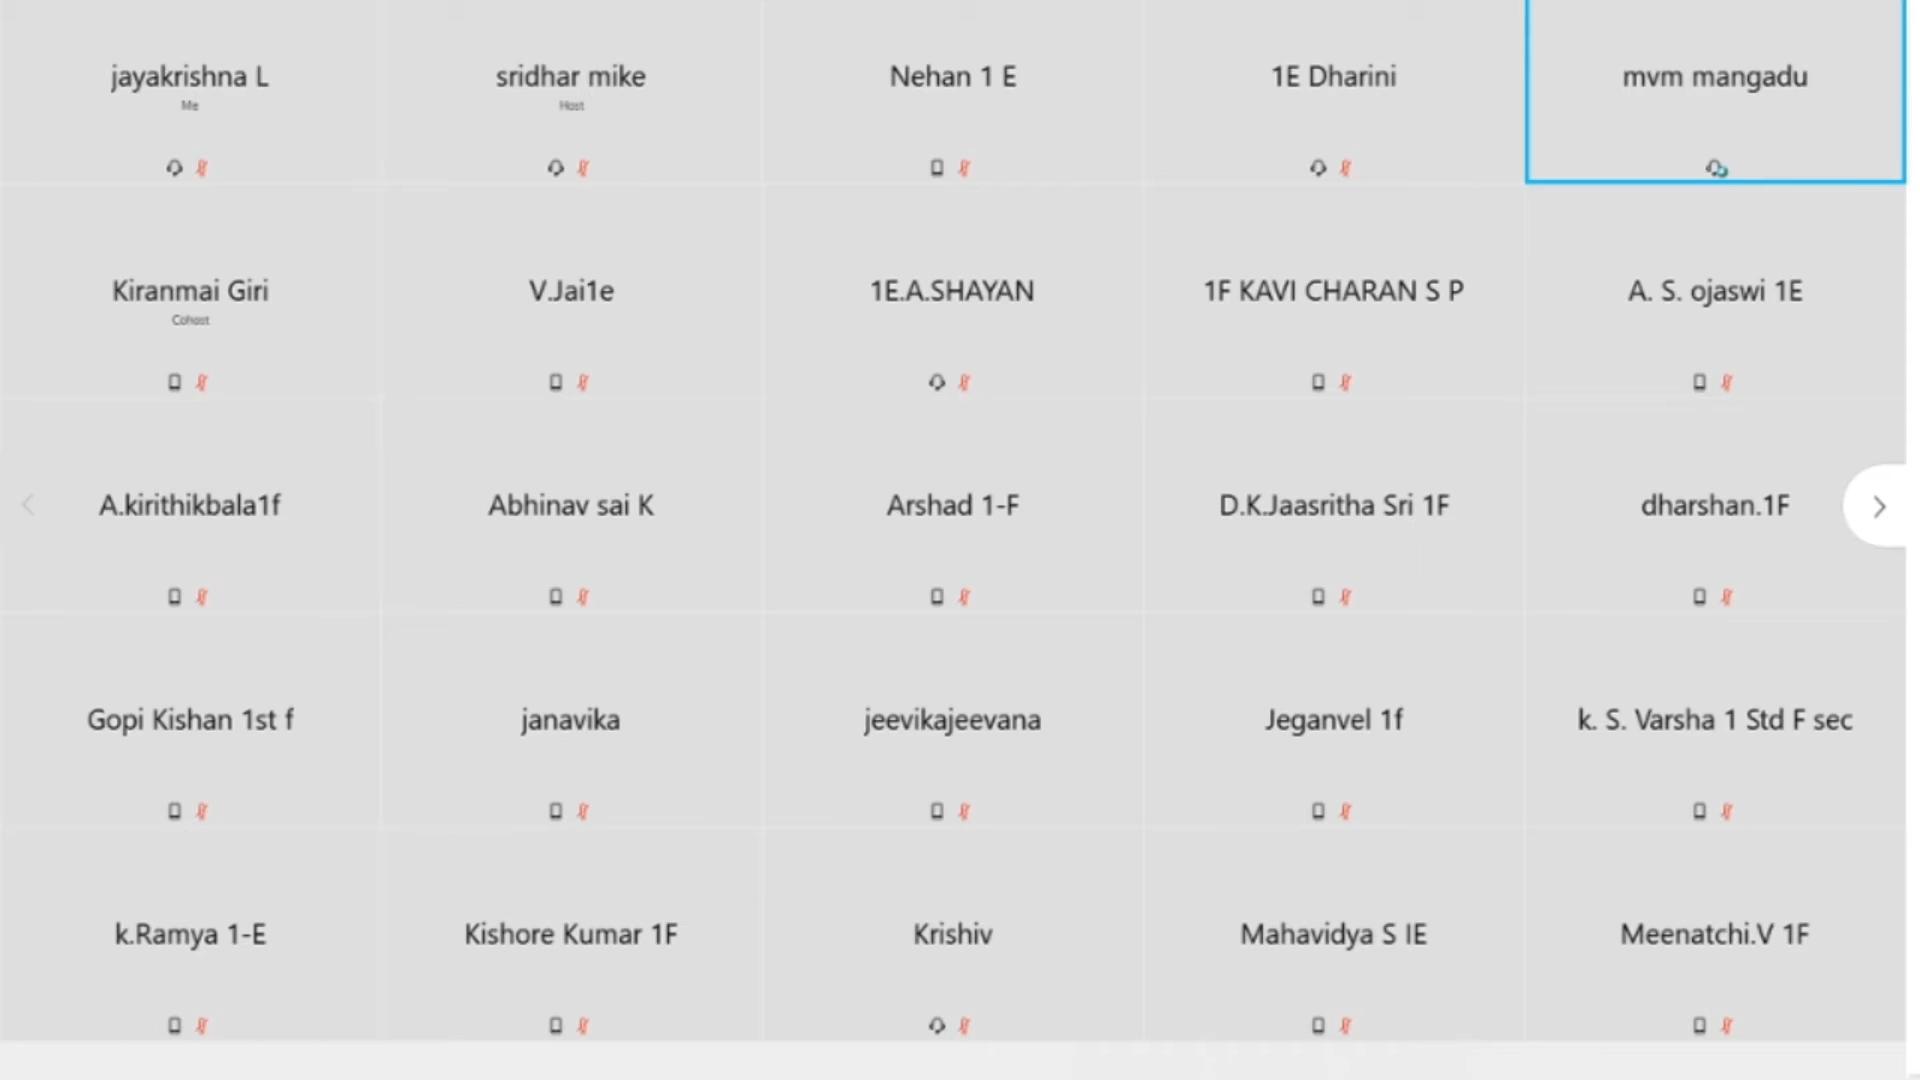 jayakrishna L
Me
sridhar mike
Host
Nehan 1 E
1E Dharini
mvm mangadu
Kiranmai Giri
Cohost
V.Jai1e
1E.A.SHAYAN
1F KAVI CHARAN S P
A. S. ojaswi 1E
A.kirithikbala1f
Abhinav sai K
Arshad 1-F
D.K.Jaasritha Sri 1F
dharshan.1F
Gopi Kishan 1st f
janavika
jeevikajeevana
Jeganvel 1f
k. S. Varsha 1 Std F sec
k.Ramya 1-E
Kishore Kumar 1F
Krishiv
Mahavidya S IE
Meenatchi.V 1F